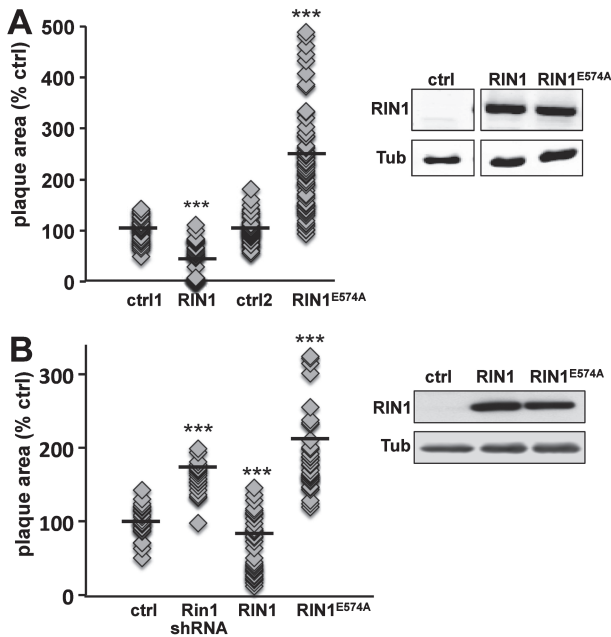 A
plaque area (% ctrl)
500
400
300
200
100
0
***
***
ctrl1 RIN1 ctrl2 RIN1E574A
ctrl RIN1 RIN1E574A
RIN1
Tub
B
plaque area (% ctrl)
300
200
100
0
***
***
***
ctrl Rin1 shRNA RIN1 RIN1E574A
ctrl RIN1 RIN1E574A
RIN1
Tub